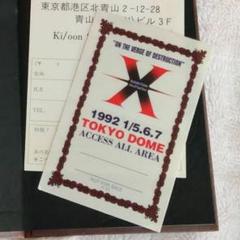 東京都港区北青山2-12-28
青山 ビル3F
Ki/oon
"ON THE VERGE OF DESTRUCTION"
X
1992 1/5.6.7
TOKYO DOME
ACCESS ALL AREA